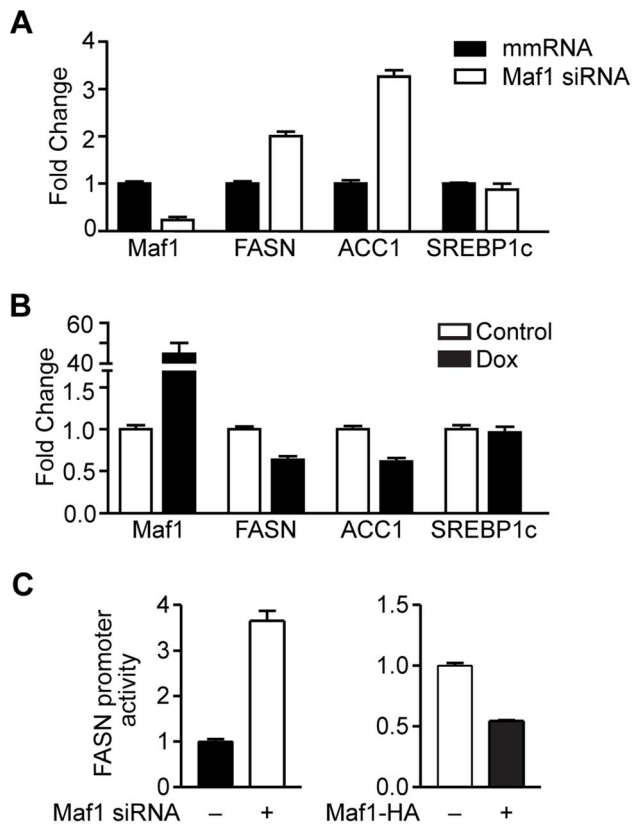 A
Fold Change
4
3
2
1
0
mmRNA
Maf1 siRNA
Maf1 FASN ACC1 SREBP1c
B
Fold Change
60
40
1.5
1.0
0.5
0.0
Control
Dox
Maf1 FASN ACC1 SREBP1c
C
FASN promoter
activity
4
3
2
1
0
Maf1 siRNA – +
1.5
1.0
0.5
0.0
Maf1-HA – +